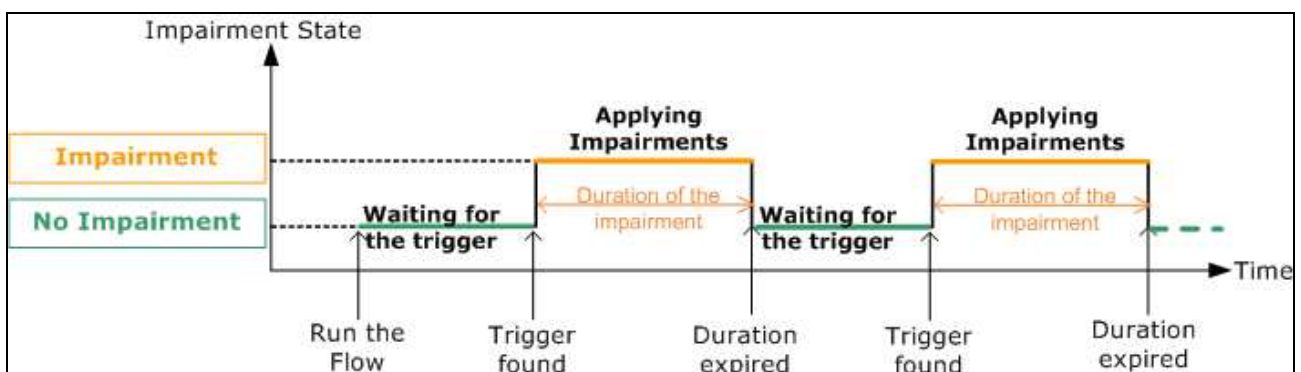 Impairment State
Applying
Impairments
Applying
Impairments
Impairment
Duration of the
impairment
Duration of the
impairment
No Impairment
Waiting for
the trigger
Waiting for
the trigger
Time
Run the
Flow
Trigger
found
Duration
expired
Trigger
found
Duration
expired